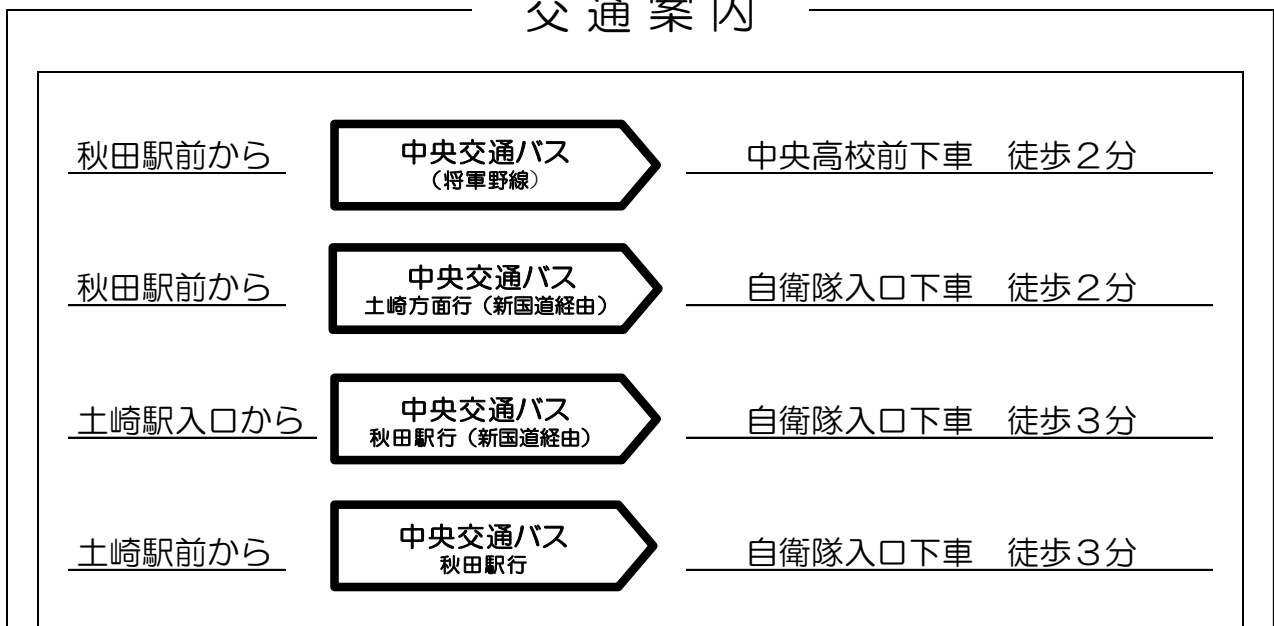 交通案内
秋田駅前から 中央交通バス（将軍野線） 中央高校前下車　徒歩２分
秋田駅前から 中央交通バス 土崎方面行（新国道経由） 自衛隊入口下車　徒歩２分
土崎駅入口から 中央交通バス 秋田駅行（新国道経由） 自衛隊入口下車　徒歩３分
土崎駅前から 中央交通バス 秋田駅行 自衛隊入口下車　徒歩３分